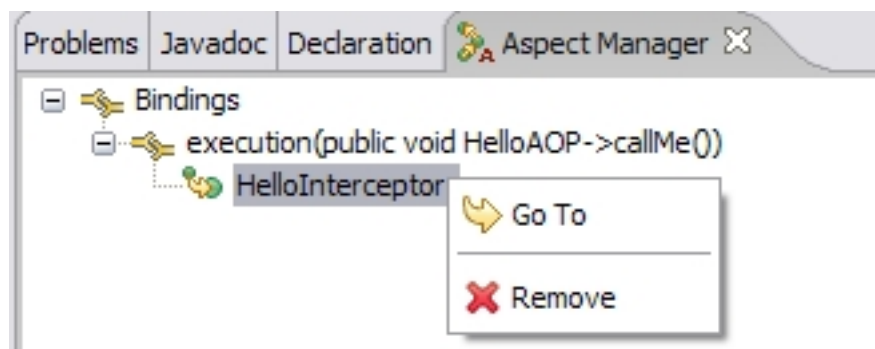 Problems Javadoc Declaration Aspect Manager
Bindings
execution(public void HelloAOP->callMe())
HelloInterceptor
Go To
Remove